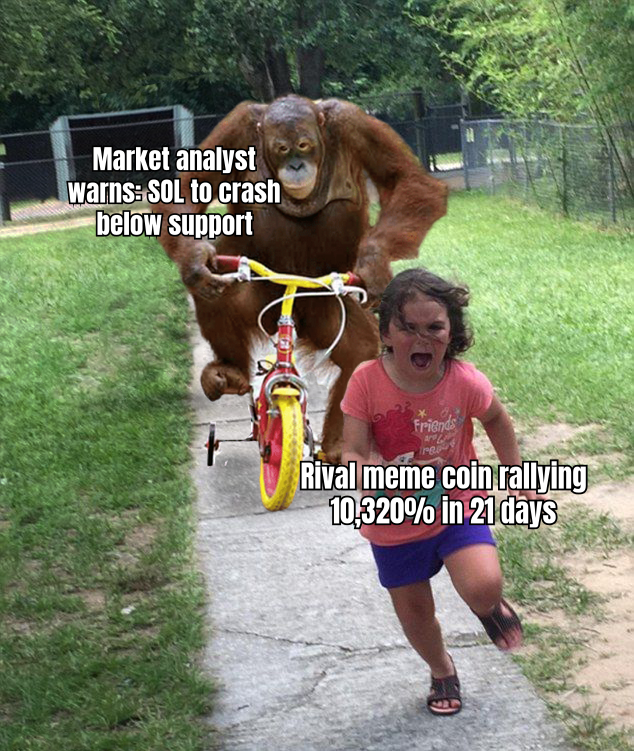 Market analyst
warns: SOL to crash
below support
Friends
Rival meme coin rallying
10,320% in 21 days